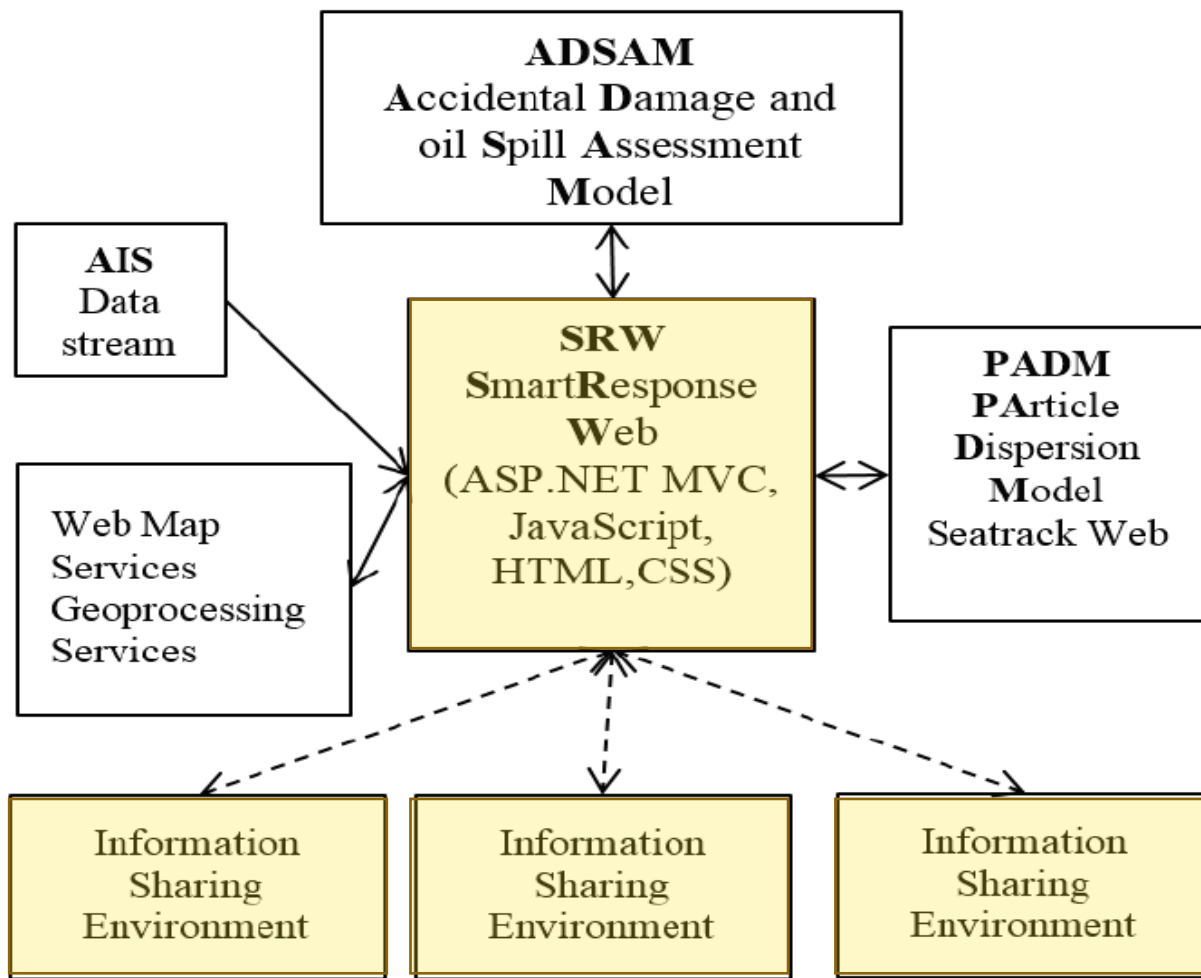 ADSAM
Accidental Damage and
oil Spill Assessment
Model
AIS
Data
stream
SRW
SmartResponse
Web
(ASP.NET MVC,
JavaScript,
HTML,CSS)
PADM
PArticle
Dispersion
Model
Seatrack Web
Web Map
Services
Geoprocessing
Services
Information
Sharing
Environment
Information
Sharing
Environment
Information
Sharing
Environment